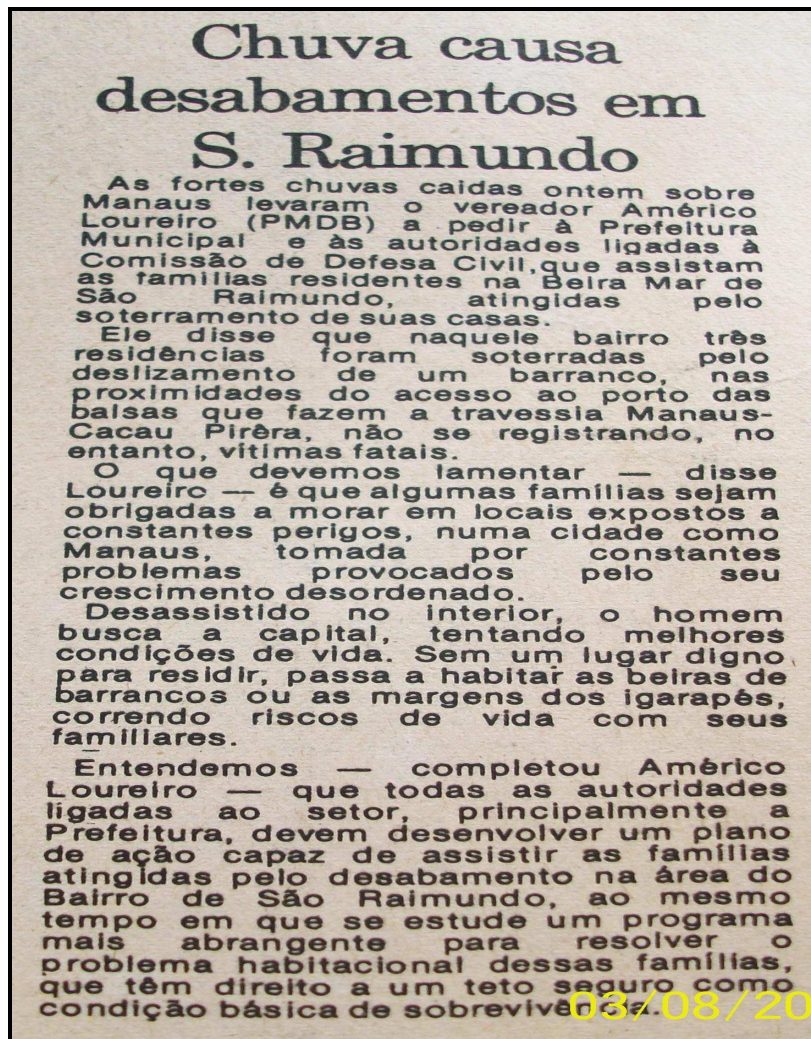 Chuva causa
desabamentos em
S. Raimundo
As fortes chuvas caidas ontem sobre
Manaus levaram o vereador Américo
Loureiro (PMDB) a pedir à Prefeitura
Municipal e às autoridades ligadas à
Comissão de Defesa Civil, que assistam
as famílias residentes na Beira Mar de
São Raimundo, atingidas pelo
soterramento de suas casas.
Ele disse que naquele bairro três
residências foram soterradas pelo
deslizamento de um barranco, nas
proximidades do acesso ao porto das
balsas que fazem a travessia Manaus-
Cacau Pirêra, não se registrando, no
entanto, vítimas fatais.
O que devemos lamentar — disse
Loureiro — é que algumas famílias sejam
obrigadas a morar em locais expostos a
constantes perigos, numa cidade como
Manaus, tomada por constantes
problemas provocados pelo seu
crescimento desordenado.
Desassistido no interior, o homem
busca a capital, tentando melhores
condições de vida. Sem um lugar digno
para residir, passa a habitar as beiras de
barrancos ou as margens dos igarapés,
correndo riscos de vida com seus
familiares.
Entendemos — completou Américo
Loureiro — que todas as autoridades
ligadas ao setor, principalmente a
Prefeitura, devem desenvolver um plano
de ação capaz de assistir as famílias
atingidas pelo desabamento na área do
Bairro de São Raimundo, ao mesmo
tempo em que se estude um programa
mais abrangente para resolver o
problema habitacional dessas famílias,
que têm direito a um teto seguro como
condição básica de sobrevivência.
03/08/20